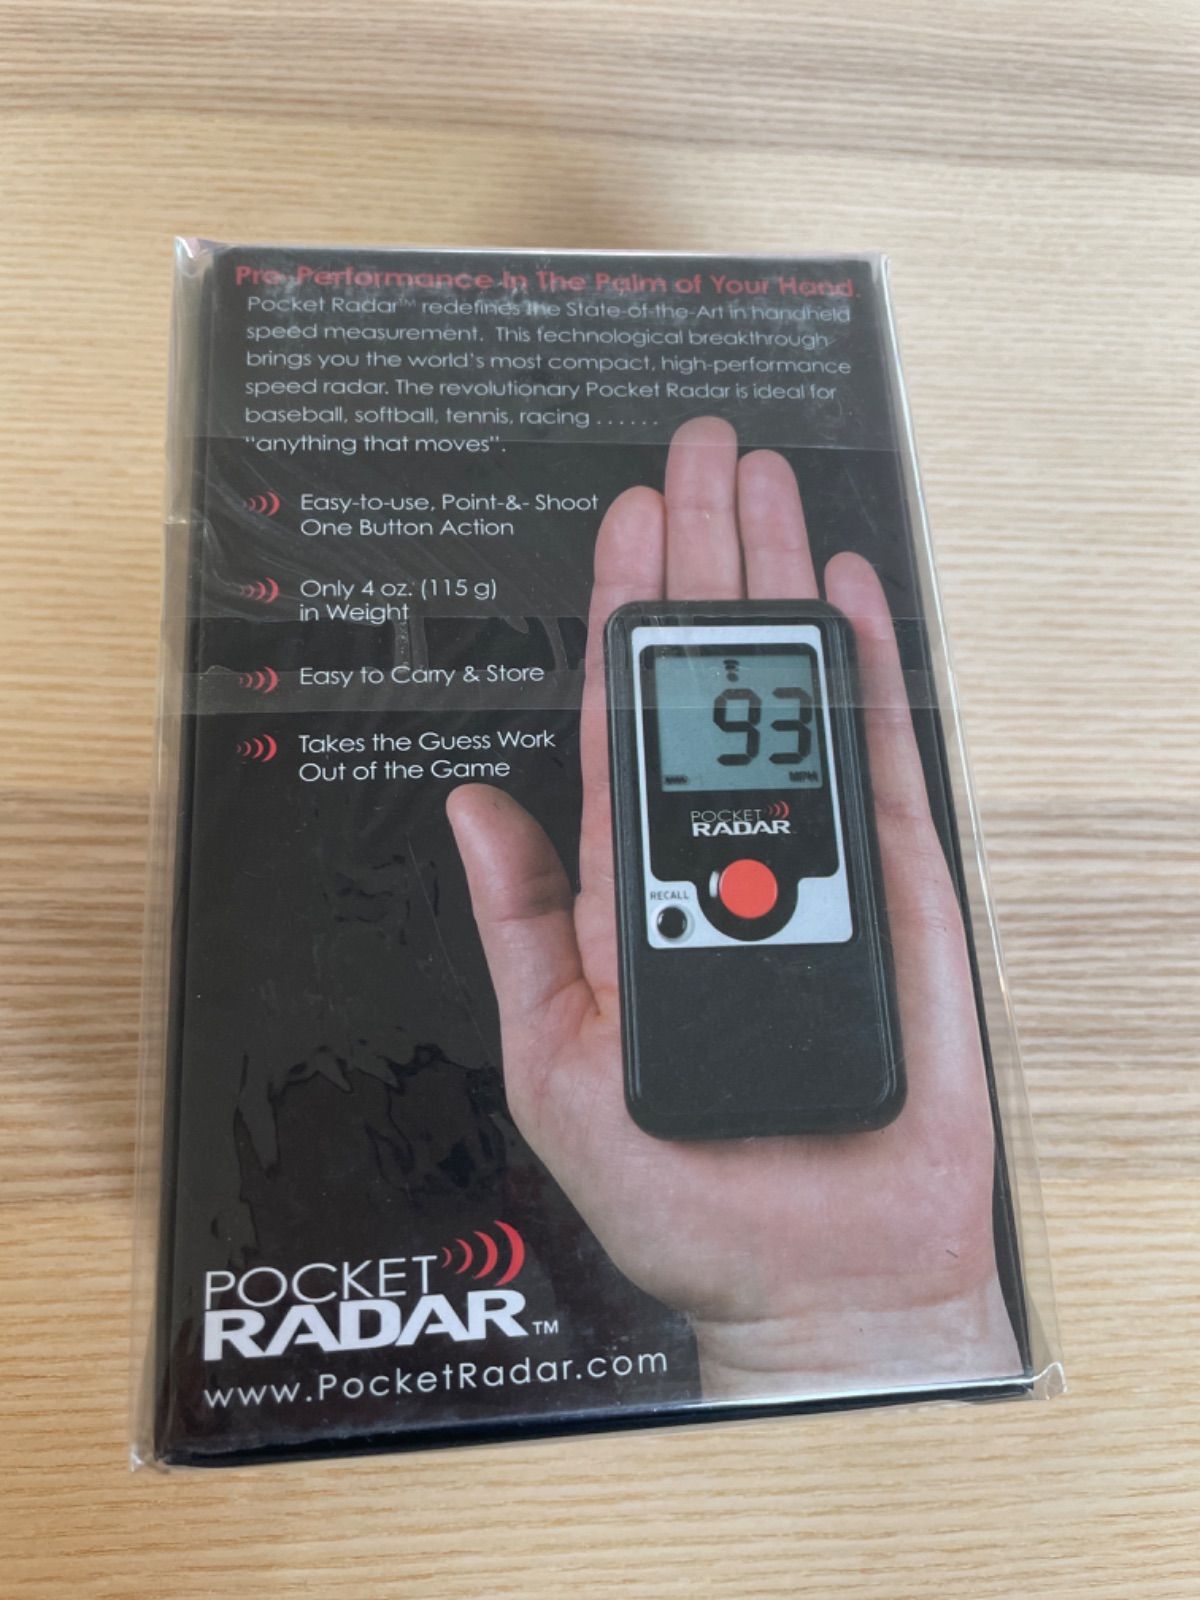 Pro-Performance In The Palm of Your Hand.
Pocket Radar™ redefines the State-of-the-Art in handheld
speed measurement. This technological breakthrough
brings you the world's most compact, high-performance
speed radar. The revolutionary Pocket Radar is ideal for
baseball, softball, tennis, racing ......
"anything that moves".
Easy-to-use, Point-&- Shoot
One Button Action
Only 4 oz. (115 g)
in Weight
Easy to Carry & Store
Takes the Guess Work
Out of the Game
93
MPH
POCKET
RADAR
RECALL
POCKET
RADAR™
www.PocketRadar.com